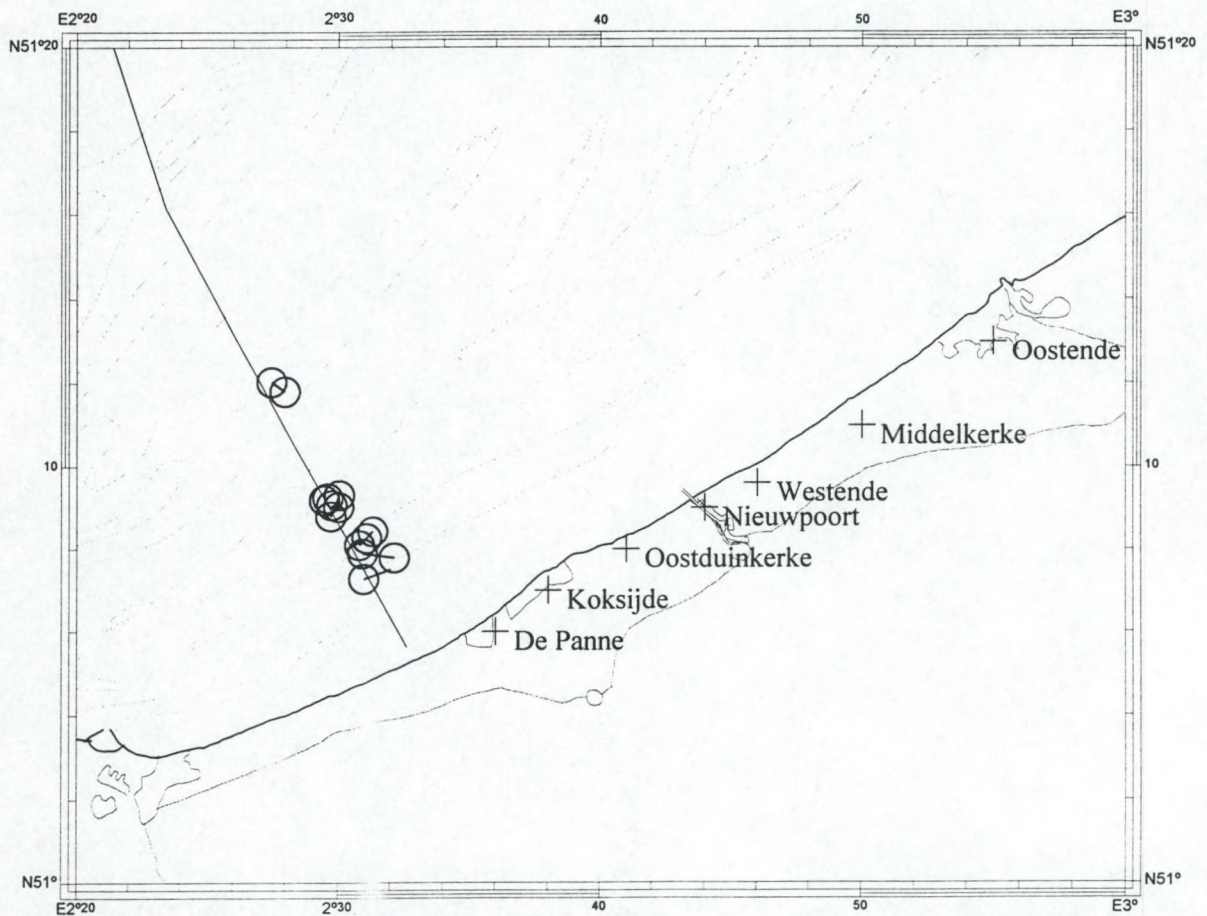 E2°20 2°30 40 50 E3°
N51°20 N51°20
Oostende
Middelkerke
10 10
Westende
Nieuwpoort
Oostduinkerke
Koksijde
De Panne
N51° N51°
E2°20 2°30 40 50 E3°